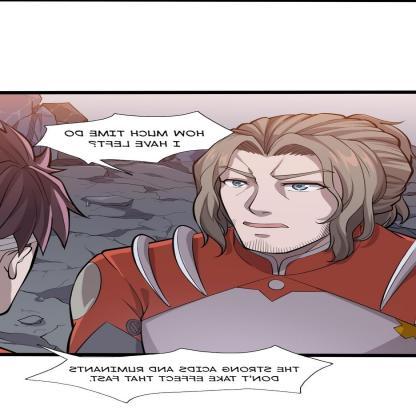 HOW MUCH TIME DO
I HAVE LEFT?
THE STRONG ACIDS AND RUMINANTS
DON'T TAKE EFFECT THAT FAST.